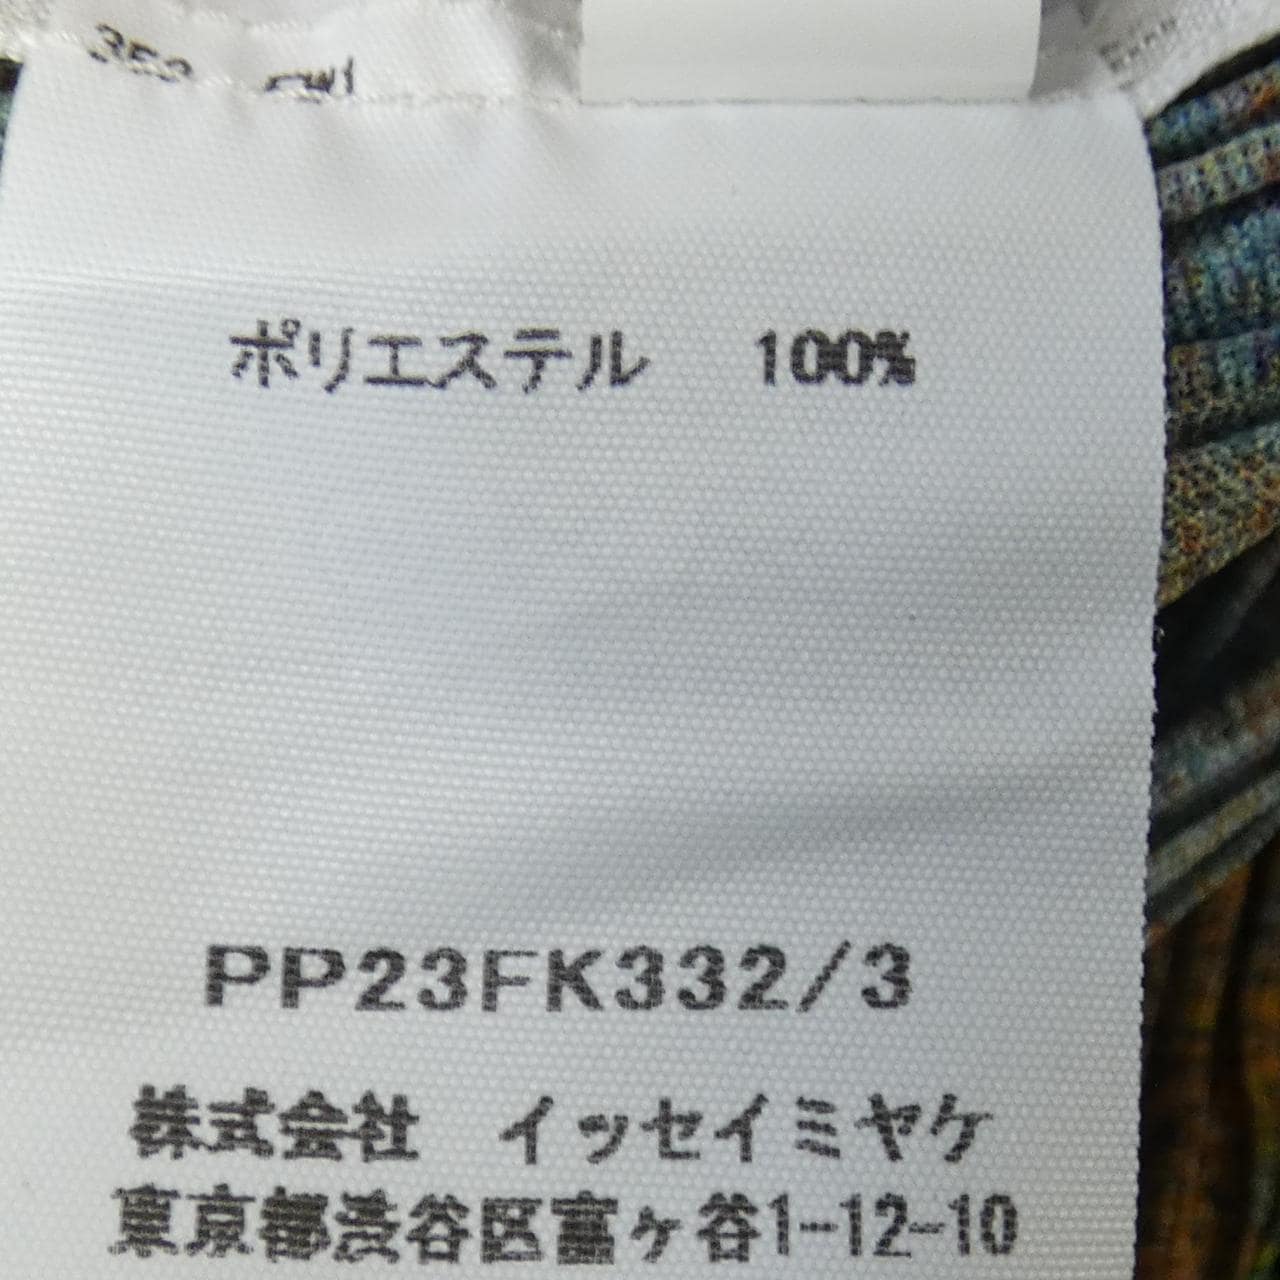 ポリエステル 100%
PP23FK332/3
株式会社 イッセイミヤケ
東京都渋谷区富ヶ谷1-12-10